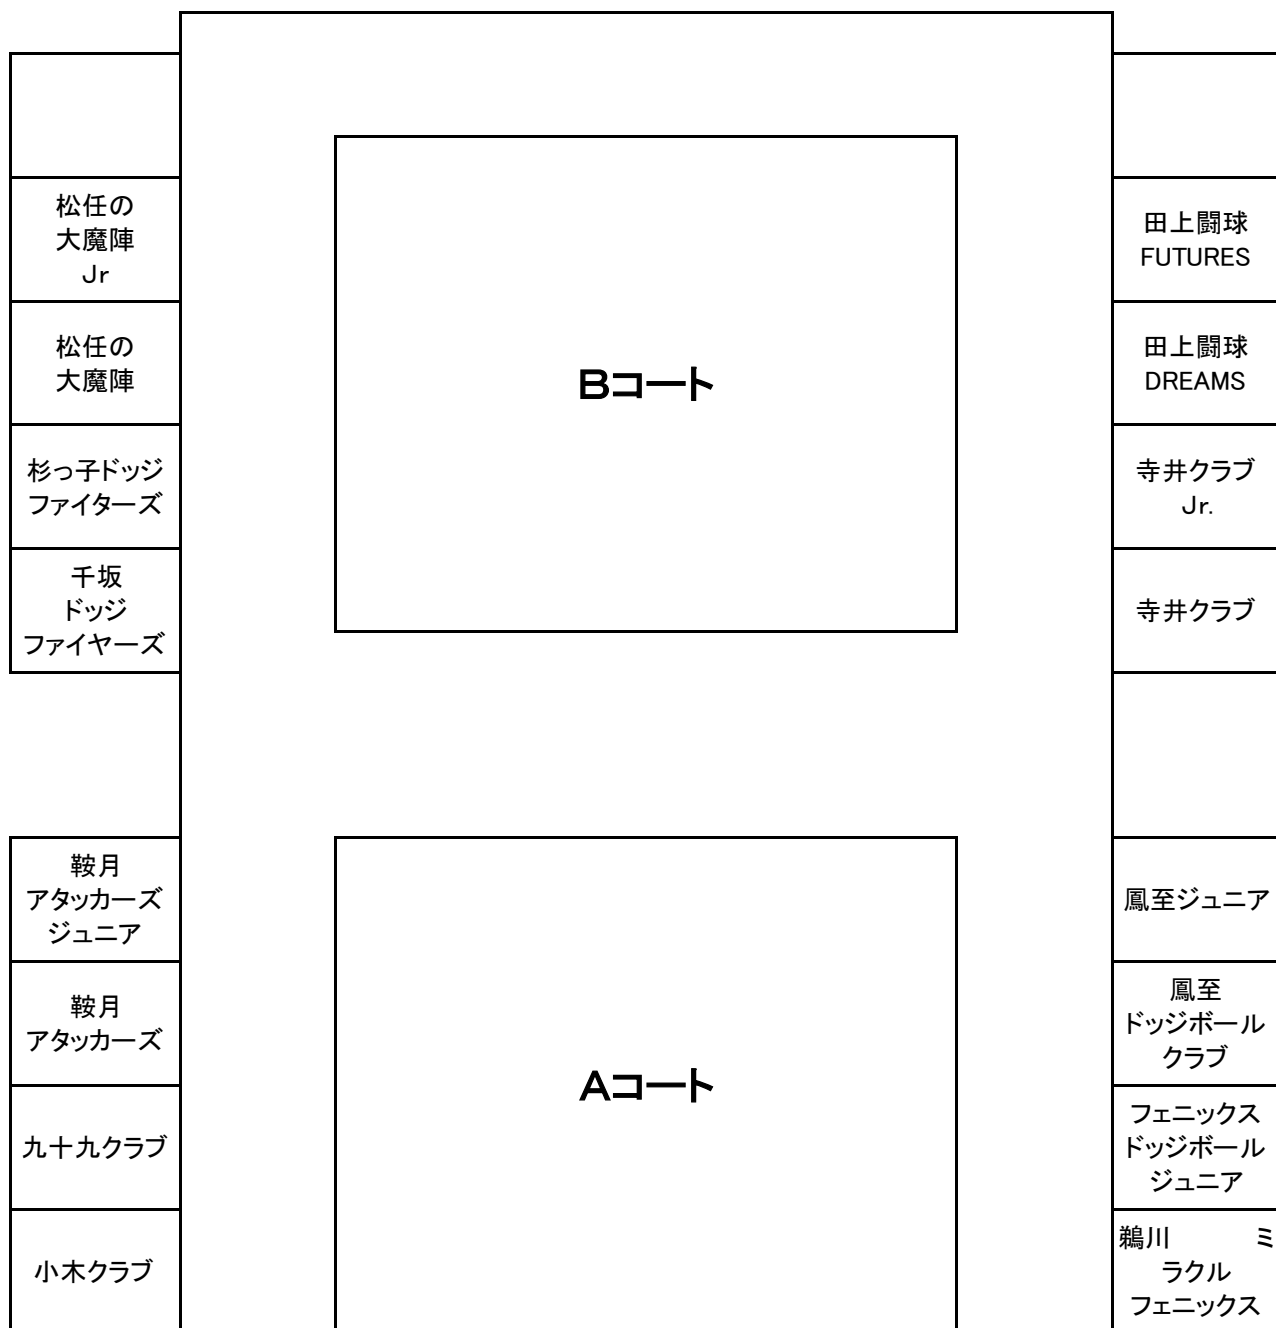 松任の
大魔陣
Jr
松任の
大魔陣
杉っ子ドッジ
ファイターズ
千坂
ドッジ
ファイヤーズ
Bコート
田上闘球
FUTURES
田上闘球
DREAMS
寺井クラブ
Jr.
寺井クラブ
鞍月
アタッカーズ
ジュニア
鞍月
アタッカーズ
九十九クラブ
小木クラブ
Aコート
鳳至ジュニア
鳳至
ドッジボール
クラブ
フェニックス
ドッジボール
ジュニア
鵜川 ミ
ラクル
フェニックス